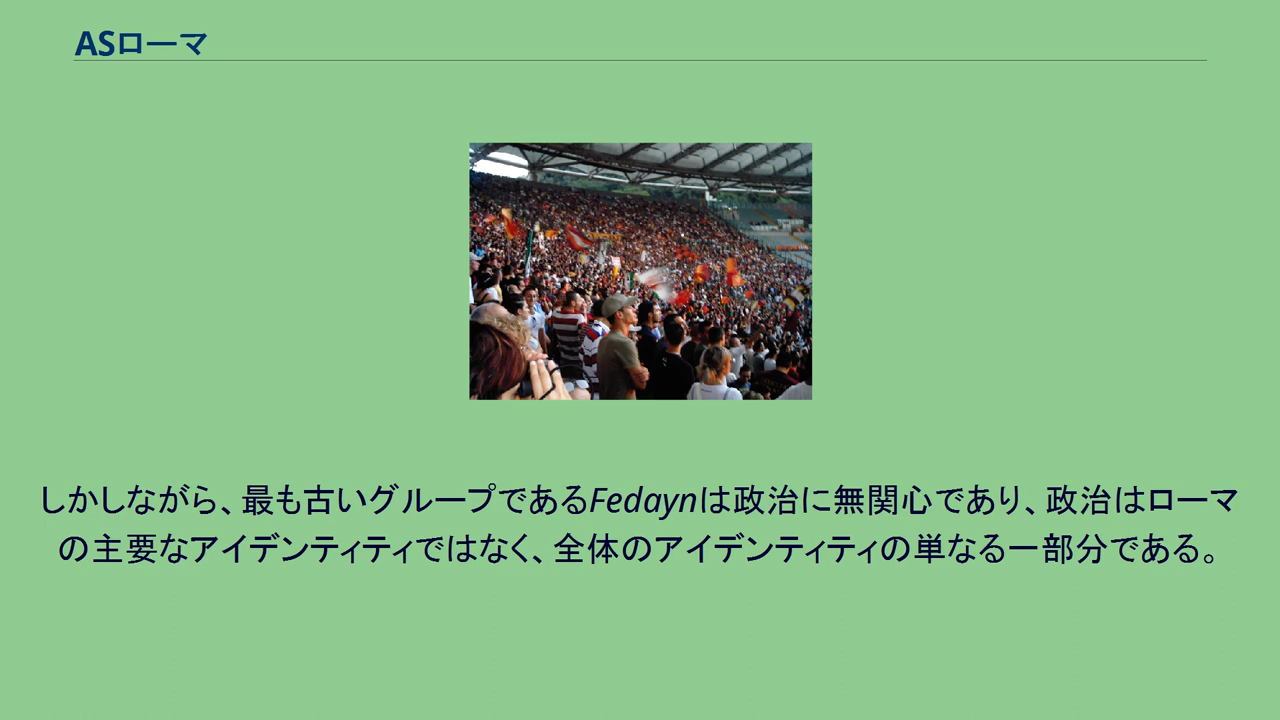 ASローマ
しかしながら、最も古いグループであるFedaynは政治に無関心であり、政治はローマ
の主要なアイデンティティではなく、全体のアイデンティティの単なる一部分である。